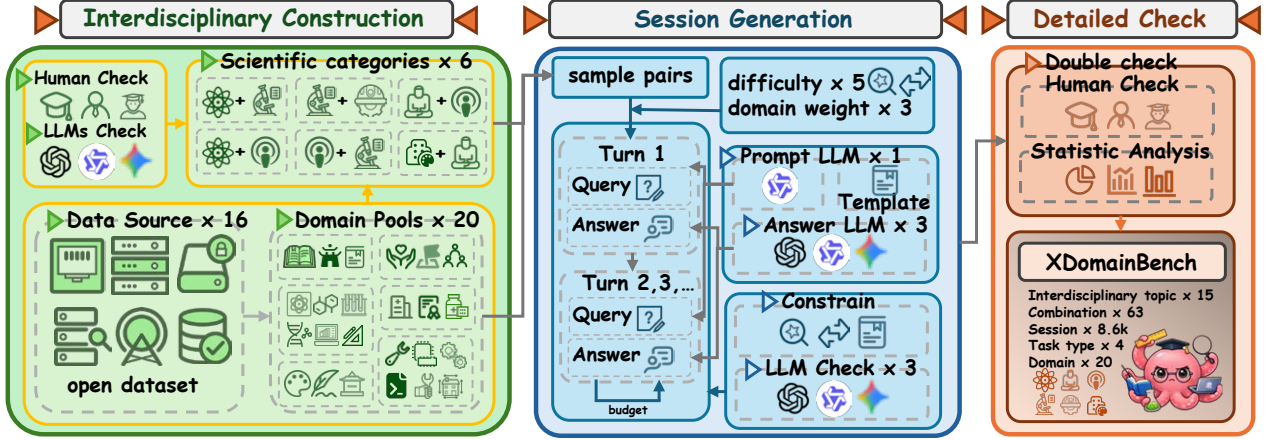 Interdisciplinary Construction
Human Check
LLMs Check
Scientific categories × 6
+
+
+
+
+
+
Data Source × 16
open dataset
Domain Pools × 20
Session Generation
sample pairs
difficulty × 5
domain weight × 3
Turn 1
Query
Answer
Turn 2,3,...
Query
Answer
budget
Prompt LLM × 1
Template
Answer LLM × 3
Constrain
LLM Check × 3
Detailed Check
Double check
Human Check
Statistic Analysis
XDomainBench
Interdisciplinary topic × 15
Combination × 63
Session × 8.6k
Task type × 4
Domain × 20